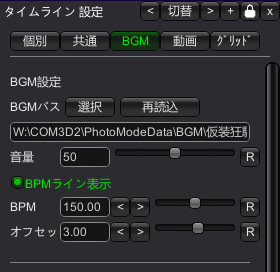 タイムライン 設定 < 切替 > + x
個別 共通 BGM 動画 ｸﾞﾘｯﾄﾞ
BGM設定
BGMパス 選択 再読込
W:\COM3D2\PhotoModeData\BGM\仮装狂騒
音量 50 R
BPMライン表示
BPM 150.00 < > R
オフセッ 3.00 < > R